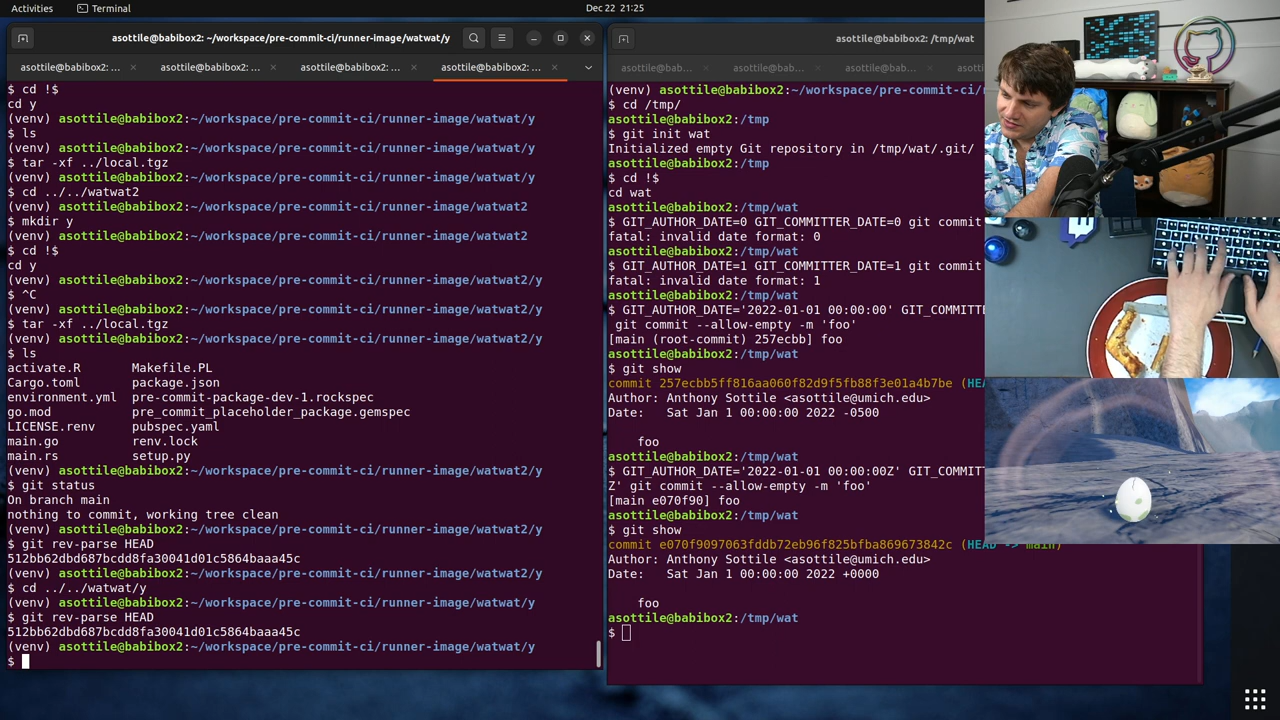 Activities
Terminal
Dec 22 21:25
asottile@babibox2: ~/workspace/pre-commit-ci/runner-image/watwat/y
asottile@babibox2: ...
asottile@babibox2: ...
asottile@babibox2:
asottile@babibox2: ...
$ cd !$
cd y
(venv) asottile@babibox2:~/workspace/pre-commit-ci/runner-image/watwat/y
$ ls
(venv) asottile@babibox2:~/workspace/pre-commit-ci/runner-image/watwat/y
$ tar -xf ../local.tgz
(venv) asottile@babibox2:~/workspace/pre-commit-ci/runner-image/watwat/y
$ cd ../../watwat2
(venv) asottile@babibox2:~/workspace/pre-commit-ci/runner-image/watwat2
$ mkdir y
(venv) asottile@babibox2:~/workspace/pre-commit-ci/runner-image/watwat2
$ cd !$
cd y
(venv) asottile@babibox2:~/workspace/pre-commit-ci/runner-image/watwat2/y
$ ^C
(venv) asottile@babibox2:~/workspace/pre-commit-ci/runner-image/watwat2/y
$ tar -xf ../local.tgz
(venv) asottile@babibox2:~/workspace/pre-commit-ci/runner-image/watwat2/y
$ ls
activate.R Makefile.PL
Cargo.toml package.json
environment.yml pre-commit-package-dev-1.rockspec
go.mod pre_commit_placeholder_package.gemspec
LICENSE.renv pubspec.yaml
main.go renv.lock
main.rs setup.py
(venv) asottile@babibox2:~/workspace/pre-commit-ci/runner-image/watwat2/y
$ git status
On branch main
nothing to commit, working tree clean
(venv) asottile@babibox2:~/workspace/pre-commit-ci/runner-image/watwat2/y
$ git rev-parse HEAD
512bb62dbd687bcdd8fa30041d01c5864baaa45c
(venv) asottile@babibox2:~/workspace/pre-commit-ci/runner-image/watwat2/y
$ cd ../../watwat/y
(venv) asottile@babibox2:~/workspace/pre-commit-ci/runner-image/watwat/y
$ git rev-parse HEAD
512bb62dbd687bcdd8fa30041d01c5864baaa45c
(venv) asottile@babibox2:~/workspace/pre-commit-ci/runner-image/watwat/y
$
asottile@babibox2: /tmp/wat
asottile@bab...
asottile@bab...
asottile@bab...
asottil
(venv) asottile@babibox2:~/workspace/pre-commit-ci/
$ cd /tmp/
asottile@babibox2:/tmp
$ git init wat
Initialized empty Git repository in /tmp/wat/.git/
asottile@babibox2:/tmp
$ cd !$
cd wat
asottile@babibox2:/tmp/wat
$ GIT_AUTHOR_DATE=0 GIT_COMMITTER_DATE=0 git commit
fatal: invalid date format: 0
asottile@babibox2:/tmp/wat
$ GIT_AUTHOR_DATE=1 GIT_COMMITTER_DATE=1 git commit
fatal: invalid date format: 1
asottile@babibox2:/tmp/wat
$ GIT_AUTHOR_DATE='2022-01-01 00:00:00' GIT_COMMITTE
git commit --allow-empty -m 'foo'
[main (root-commit) 257ecbb] foo
asottile@babibox2:/tmp/wat
$ git show
commit 257ecbb5ff816aa060f82d9f5fb88f3e01a4b7be (HEA
Author: Anthony Sottile <asottile@umich.edu>
Date: Sat Jan 1 00:00:00 2022 -0500
foo
asottile@babibox2:/tmp/wat
$ GIT_AUTHOR_DATE='2022-01-01 00:00:00Z' GIT_COMMIT
Z' git commit --allow-empty -m 'foo'
[main e070f90] foo
asottile@babibox2:/tmp/wat
$ git show
commit e070f9097063fddb72eb96f825bfba869673842c (HEAD -> main)
Author: Anthony Sottile <asottile@umich.edu>
Date: Sat Jan 1 00:00:00 2022 +0000
foo
asottile@babibox2:/tmp/wat
$